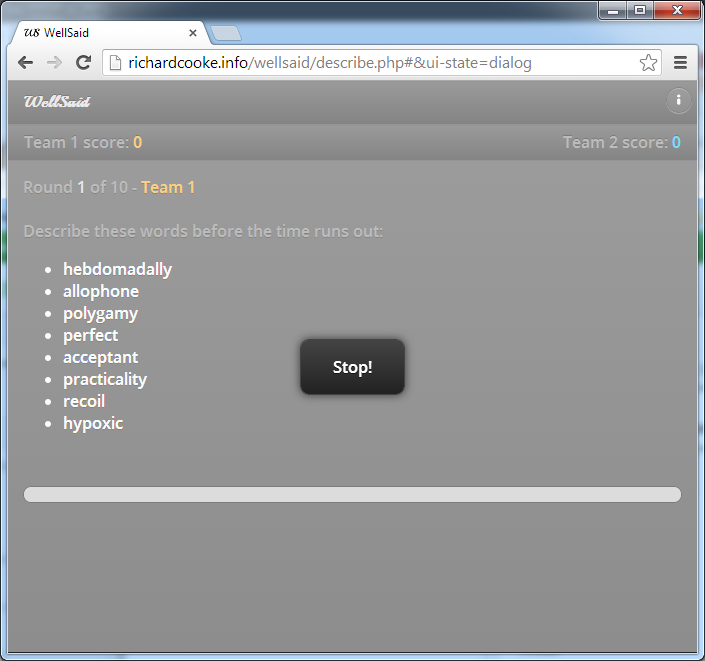 WS WellSaid
richardcooke.info/wellsaid/describe.php#&ui-state=dialog
WellSaid
i
Team 1 score: 0 Team 2 score: 0
Round 1 of 10 - Team 1
Describe these words before the time runs out:
• hebdomadally
• allophone
• polygamy
• perfect
• acceptant
• practicality
• recoil
• hypoxic
Stop!